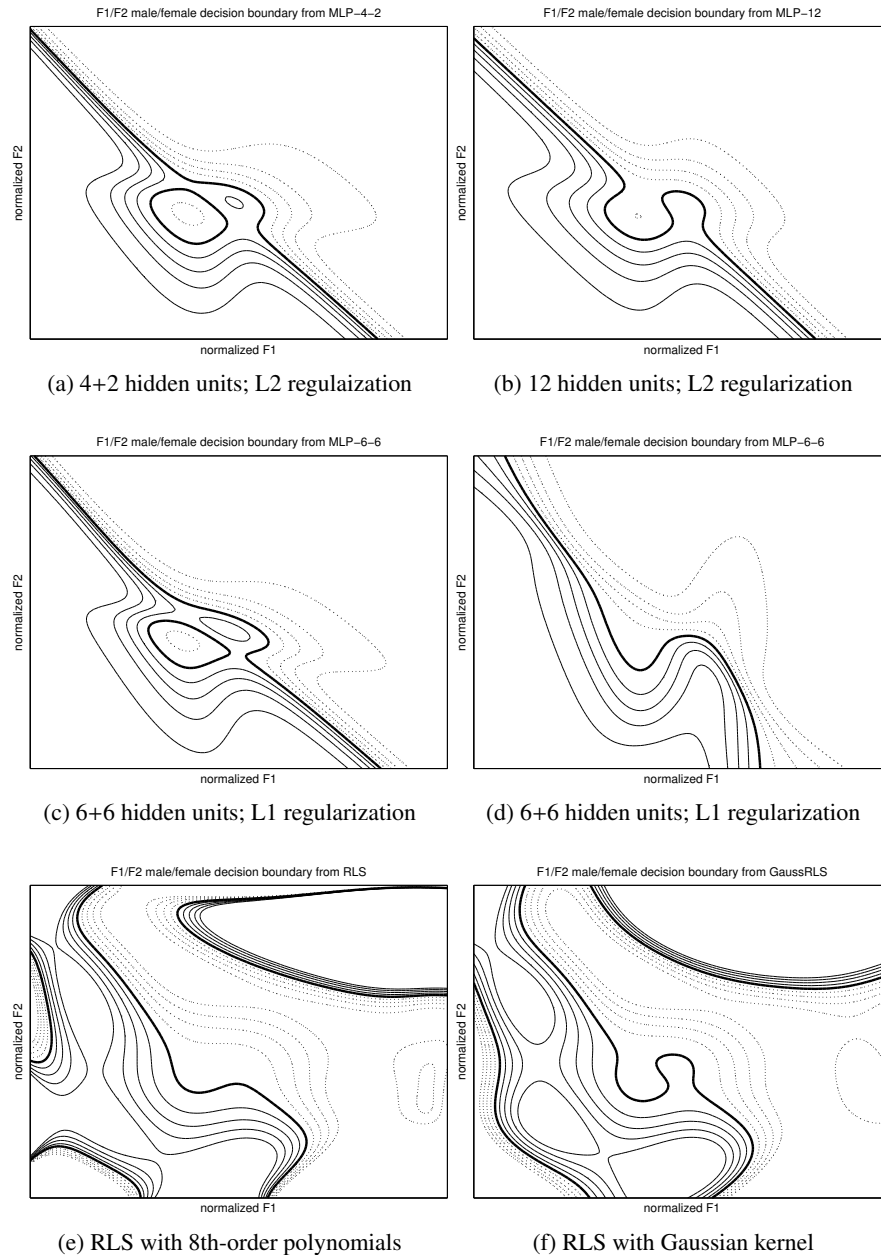 F1/F2 male/female decision boundary from MLP−4−2
normalized F2
normalized F1
(a) 4+2 hidden units; L2 regulaization
F1/F2 male/female decision boundary from MLP−12
normalized F2
normalized F1
(b) 12 hidden units; L2 regularization
F1/F2 male/female decision boundary from MLP−6−6
normalized F2
normalized F1
(c) 6+6 hidden units; L1 regularization
F1/F2 male/female decision boundary from MLP−6−6
normalized F2
normalized F1
(d) 6+6 hidden units; L1 regularization
F1/F2 male/female decision boundary from RLS
normalized F2
normalized F1
(e) RLS with 8th-order polynomials
F1/F2 male/female decision boundary from GaussRLS
normalized F2
normalized F1
(f) RLS with Gaussian kernel